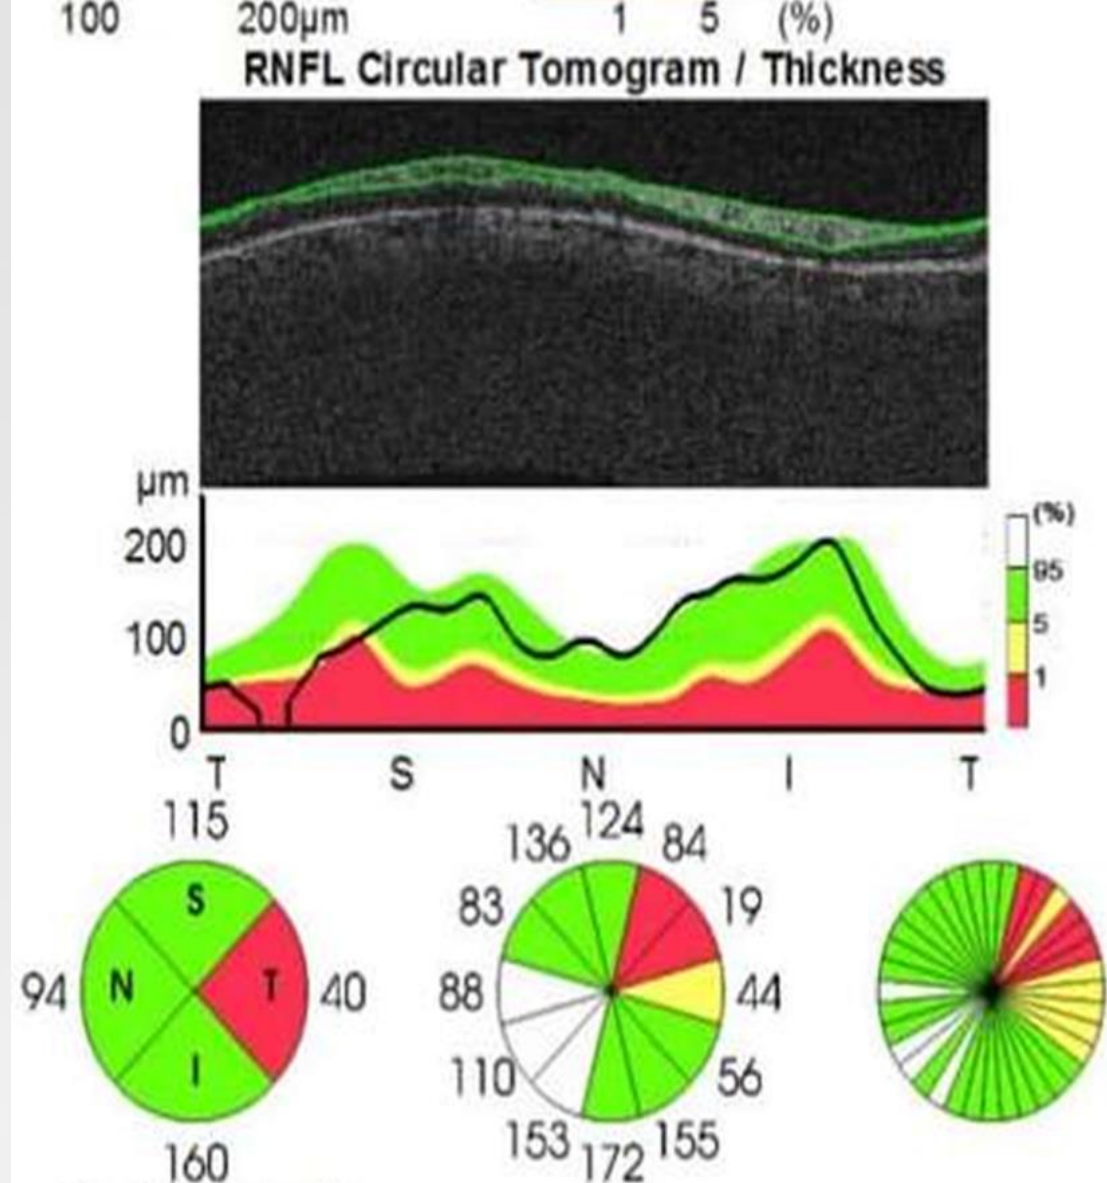 100 200µm 1 5 (%)
RNFL Circular Tomogram / Thickness
µm
200
100
0
(%)
95
5
1
T S N I T
115
S
94 N T 40
I
160
124
136 84
83 19
88 44
110 56
153 155
172